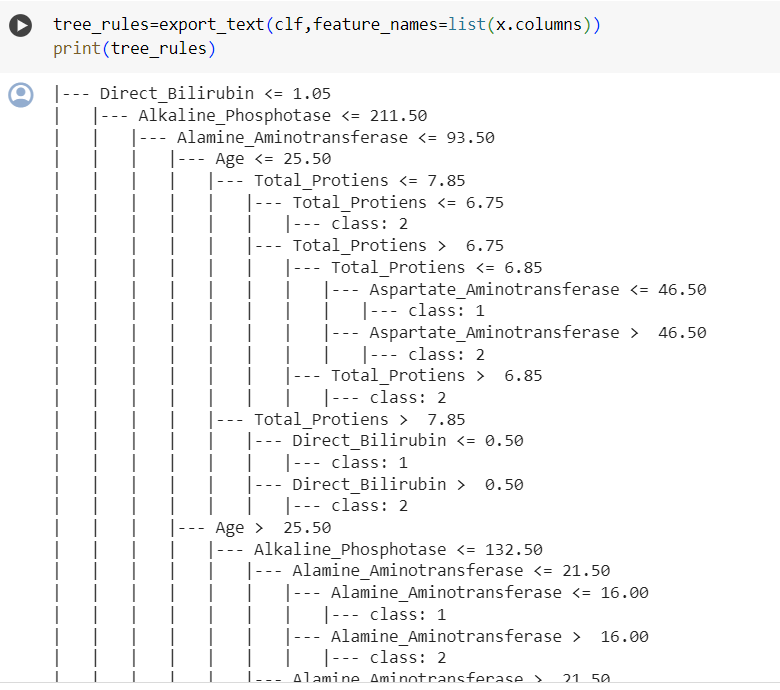 tree_rules=export_text(clf,feature_names=list(x.columns))
print(tree_rules)
|--- Direct_Bilirubin <= 1.05
|   |--- Alkaline_Phosphotase <= 211.50
|   |   |--- Alamine_Aminotransferase <= 93.50
|   |   |   |--- Age <= 25.50
|   |   |   |   |--- Total_Protiens <= 7.85
|   |   |   |   |   |--- Total_Protiens <= 6.75
|   |   |   |   |   |   |--- class: 2
|   |   |   |   |   |--- Total_Protiens >  6.75
|   |   |   |   |   |   |--- Total_Protiens <= 6.85
|   |   |   |   |   |   |   |--- Aspartate_Aminotransferase <= 46.50
|   |   |   |   |   |   |   |   |--- class: 1
|   |   |   |   |   |   |   |--- Aspartate_Aminotransferase >  46.50
|   |   |   |   |   |   |   |   |--- class: 2
|   |   |   |   |   |   |--- Total_Protiens >  6.85
|   |   |   |   |   |   |   |--- class: 2
|   |   |   |   |--- Total_Protiens >  7.85
|   |   |   |   |   |--- Direct_Bilirubin <= 0.50
|   |   |   |   |   |   |--- class: 1
|   |   |   |   |   |--- Direct_Bilirubin >  0.50
|   |   |   |   |   |   |--- class: 2
|   |   |   |--- Age >  25.50
|   |   |   |   |--- Alkaline_Phosphotase <= 132.50
|   |   |   |   |   |--- Alamine_Aminotransferase <= 21.50
|   |   |   |   |   |   |--- Alamine_Aminotransferase <= 16.00
|   |   |   |   |   |   |   |--- class: 1
|   |   |   |   |   |   |--- Alamine_Aminotransferase >  16.00
|   |   |   |   |   |   |   |--- class: 2
|   |   |   |   |   |--- Alamine_Aminotransferase >  21.50